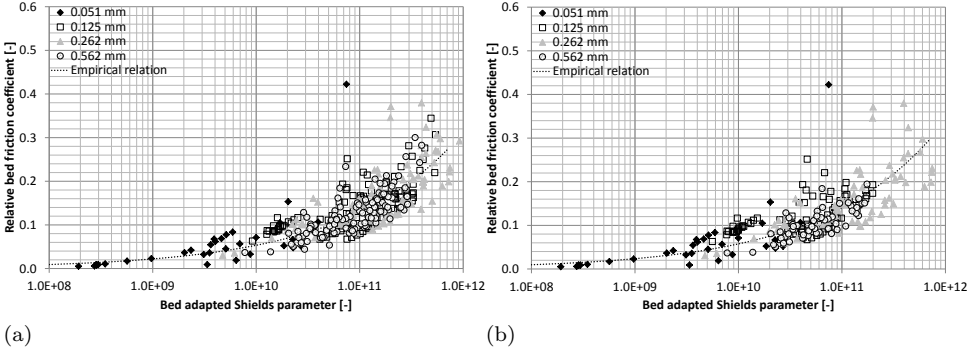 0.6
0.5
0.4
0.3
0.2
0.1
0.0
Relative bed friction coefficient [-]
0.051 mm
0.125 mm
0.262 mm
0.562 mm
Empirical relation
1.0E+08 1.0E+09 1.0E+10 1.0E+11 1.0E+12
Bed adapted Shields parameter [-]
(a)
0.6
0.5
0.4
0.3
0.2
0.1
0.0
Relative bed friction coefficient [-]
0.051 mm
0.125 mm
0.262 mm
0.562 mm
Empirical relation
1.0E+08 1.0E+09 1.0E+10 1.0E+11 1.0E+12
Bed adapted Shields parameter [-]
(b)